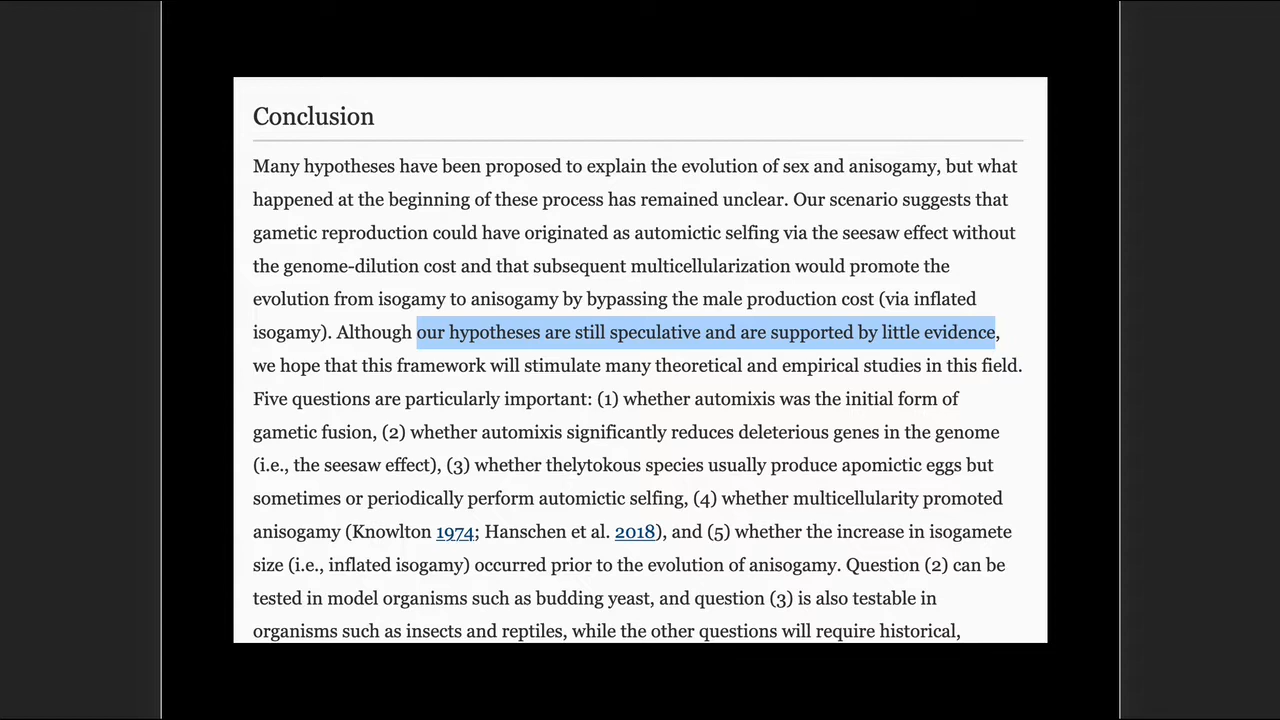 Conclusion
Many hypotheses have been proposed to explain the evolution of sex and anisogamy, but what
happened at the beginning of these process has remained unclear. Our scenario suggests that
gametic reproduction could have originated as automictic selfing via the seesaw effect without
the genome-dilution cost and that subsequent multicellularization would promote the
evolution from isogamy to anisogamy by bypassing the male production cost (via inflated
isogamy). Although our hypotheses are still speculative and are supported by little evidence,
we hope that this framework will stimulate many theoretical and empirical studies in this field.
Five questions are particularly important: (1) whether automixis was the initial form of
gametic fusion, (2) whether automixis significantly reduces deleterious genes in the genome
(i.e., the seesaw effect), (3) whether thelytokous species usually produce apomictic eggs but
sometimes or periodically perform automictic selfing, (4) whether multicellularity promoted
anisogamy (Knowlton 1974; Hanschen et al. 2018), and (5) whether the increase in isogamete
size (i.e., inflated isogamy) occurred prior to the evolution of anisogamy. Question (2) can be
tested in model organisms such as budding yeast, and question (3) is also testable in
organisms such as insects and reptiles, while the other questions will require historical,